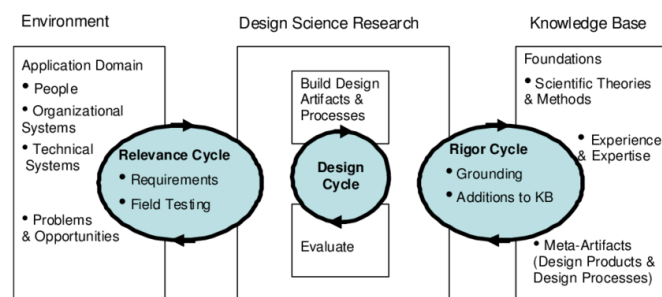 Environment
Design Science Research
Knowledge Base
Application Domain
• People
• Organizational
Systems
• Technical
Systems
• Problems
& Opportunities
Relevance Cycle
• Requirements
• Field Testing
Build Design
Artifacts &
Processes
Design
Cycle
Evaluate
Rigor Cycle
• Grounding
• Additions to KB
Foundations
• Scientific Theories
& Methods
• Experience
& Expertise
• Meta-Artifacts
(Design Products &
Design Processes)